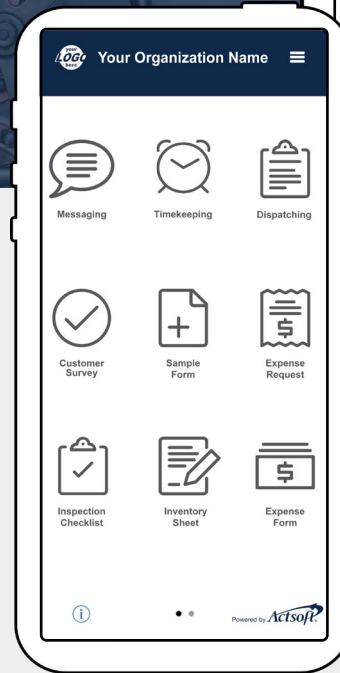 your
LOGO
here
Your Organization Name
Messaging
Timekeeping
Dispatching
Customer
Survey
Sample
Form
Expense
Request
Inspection
Checklist
Inventory
Sheet
Expense
Form
Powered by Actsoft